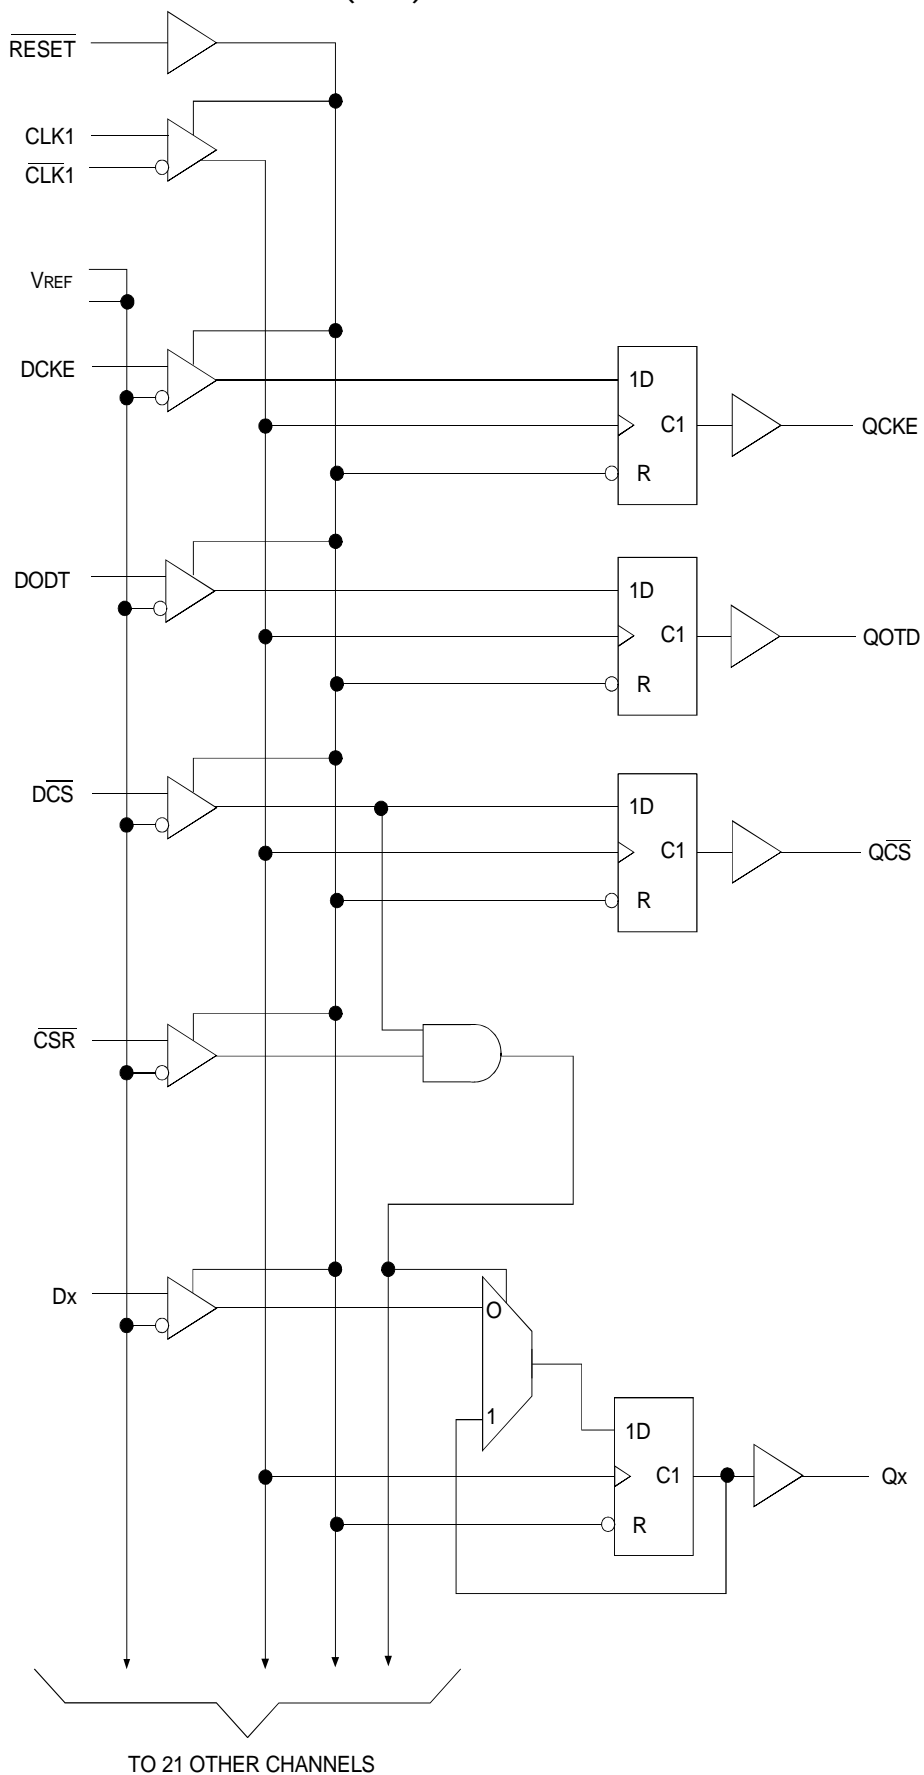 RESET
CLK1
CLK1
VREF
DCKE
1D
C1
QCKE
R
DODT
1D
C1
QOTD
R
DCS
1D
C1
QCS
R
CSR
Dx
O
1
1D
C1
Qx
R
TO 21 OTHER CHANNELS